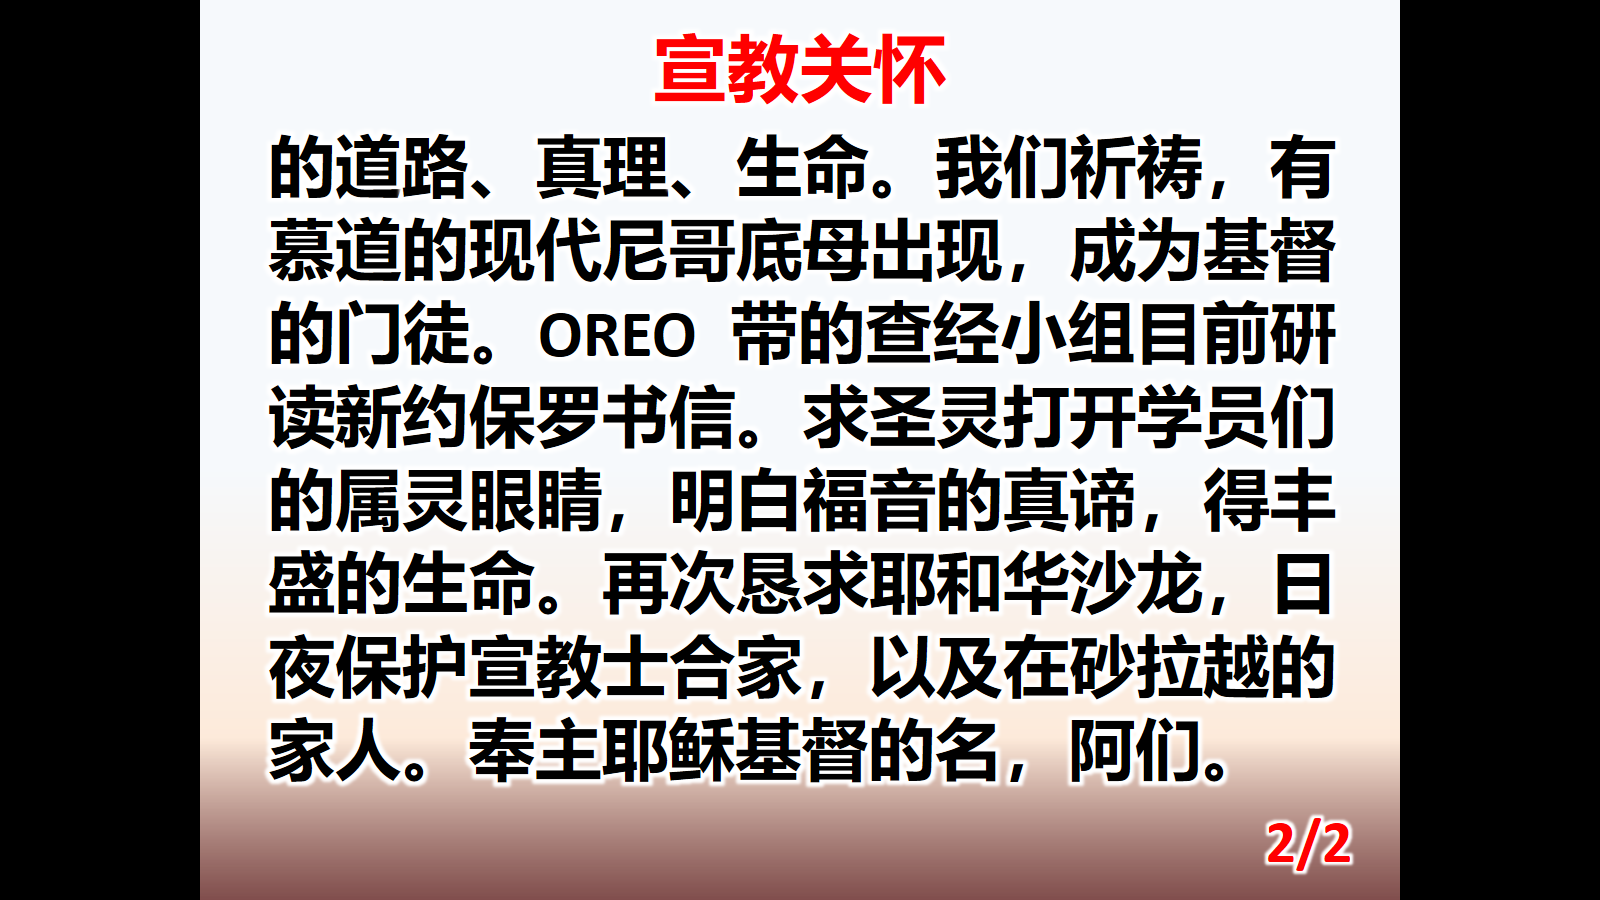 宣教关怀
的道路、真理、生命。我们祈祷，有
慕道的现代尼哥底母出现，成为基督
的门徒。OREO 带的查经小组目前研
读新约保罗书信。求圣灵打开学员们
的属灵眼睛，明白福音的真谛，得丰
盛的生命。再次恳求耶和华沙龙，日
夜保护宣教士合家，以及在砂拉越的
家人。奉主耶稣基督的名，阿们。
2/2